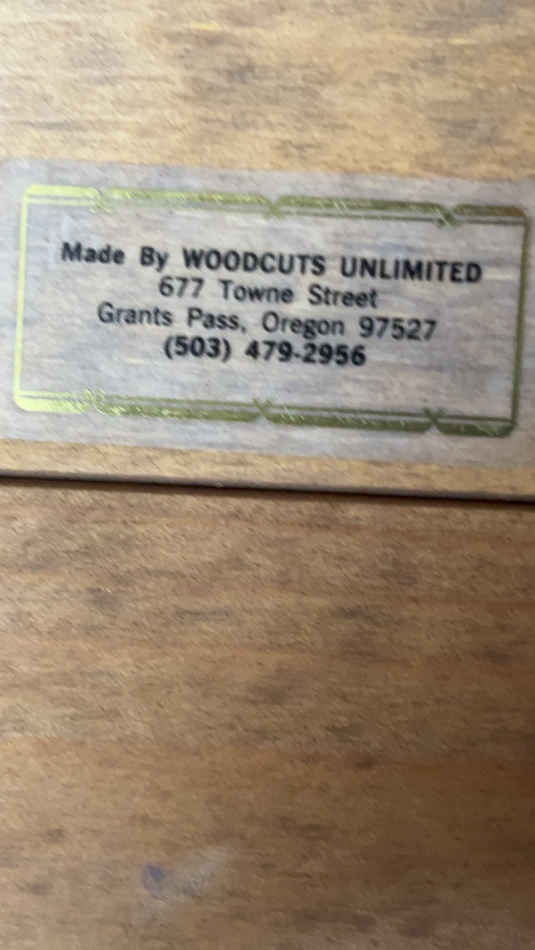 Made By WOODCUTS UNLIMITED
677 Towne Street
Grants Pass, Oregon 97527
(503) 479-2956